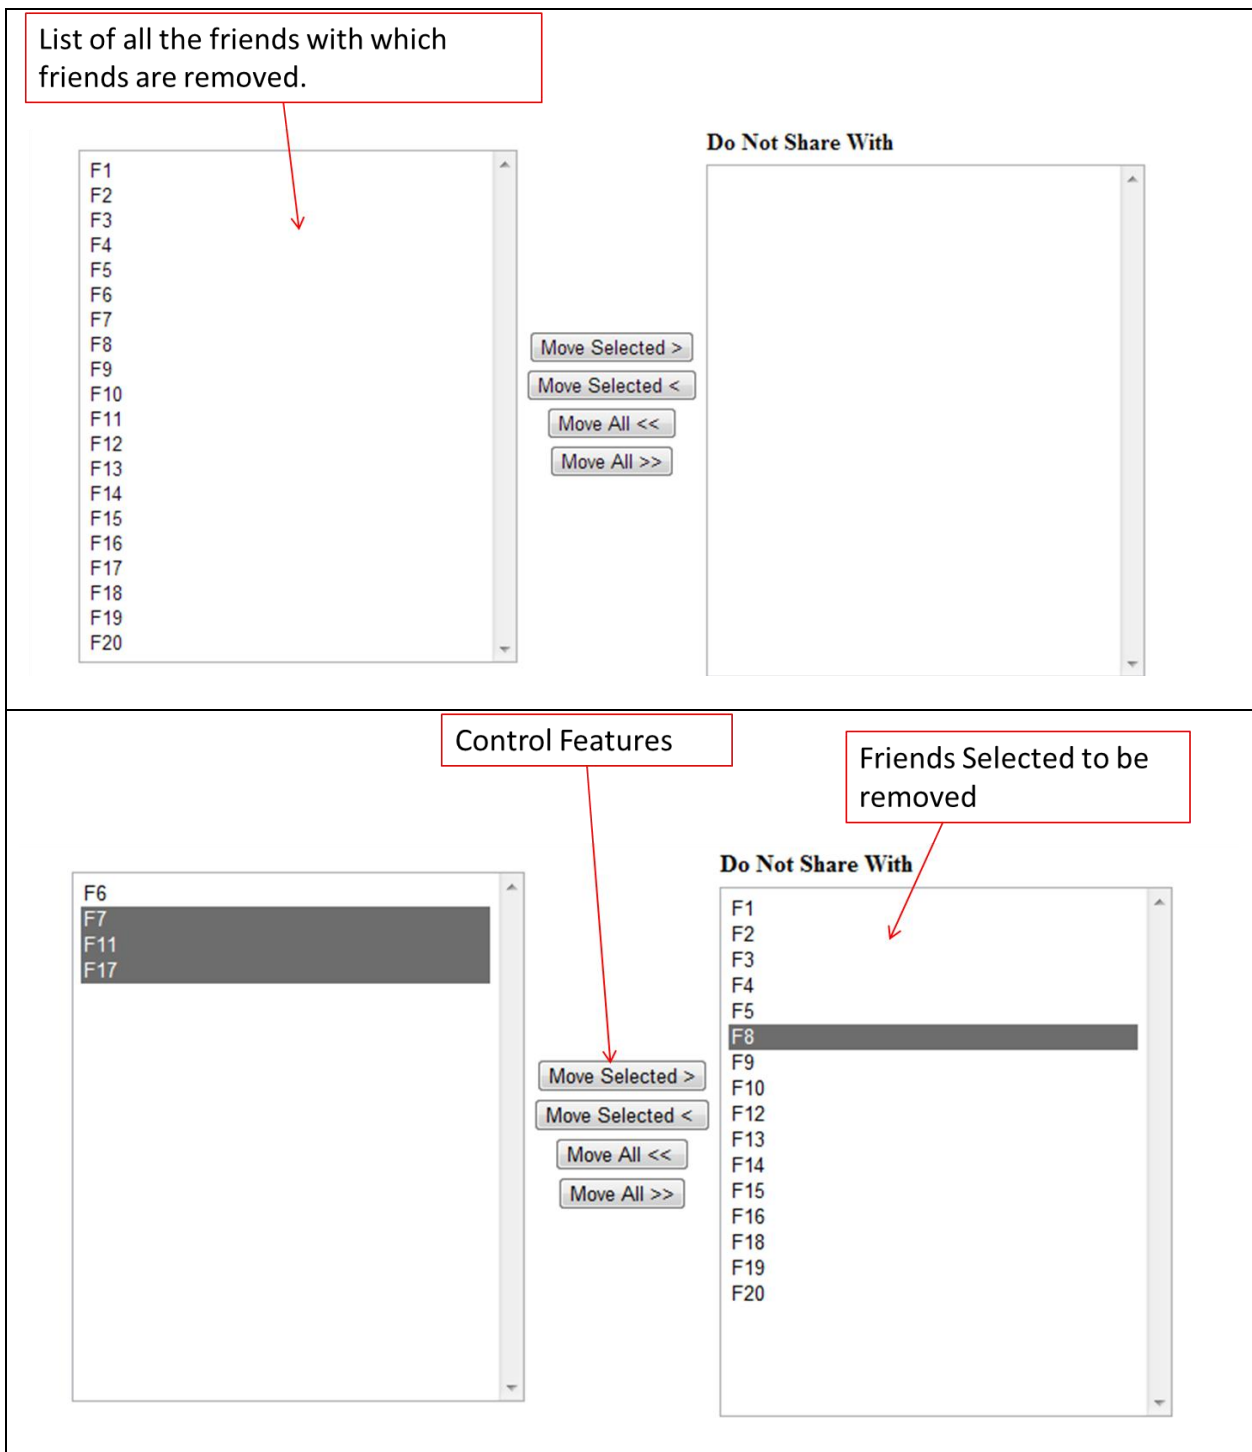 List of all the friends with which
friends are removed.
Do Not Share With
F1
F2
F3
F4
F5
F6
F7
F8
F9
F10
F11
F12
F13
F14
F15
F16
F17
F18
F19
F20
Move Selected >
Move Selected <
Move All <<
Move All >>
Control Features
Friends Selected to be
removed
F6
F7
F11
F17
Move Selected >
Move Selected <
Move All <<
Move All >>
Do Not Share With
F1
F2
F3
F4
F5
F8
F9
F10
F12
F13
F14
F15
F16
F18
F19
F20